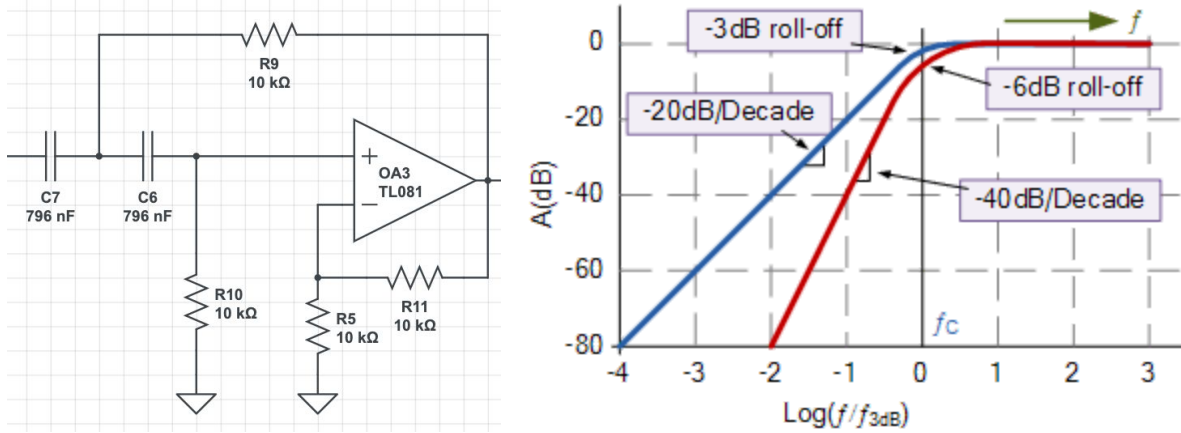 R9
10 kΩ
C7
796 nF
C6
796 nF
+
OA3
TL081
−
R10
10 kΩ
R5
10 kΩ
R11
10 kΩ
-3dB roll-off
f
-20dB/Decade
-6dB roll-off
-40dB/Decade
A(dB)
0
-20
-40
-60
-80
fC
-4 -3 -2 -1 0 1 2 3
Log(f/f3dB)